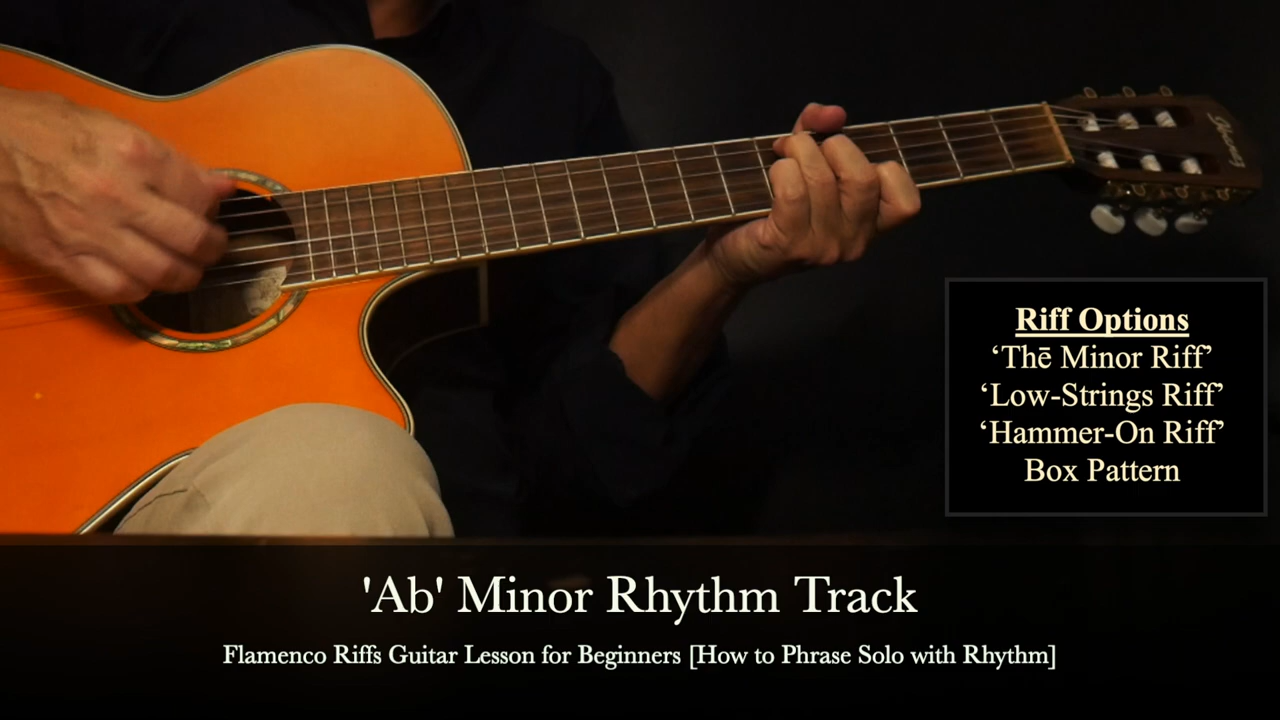 Ibanez
Riff Options
‘Thē Minor Riff’
‘Low-Strings Riff’
‘Hammer-On Riff’
Box Pattern
'Ab' Minor Rhythm Track
Flamenco Riffs Guitar Lesson for Beginners [How to Phrase Solo with Rhythm]